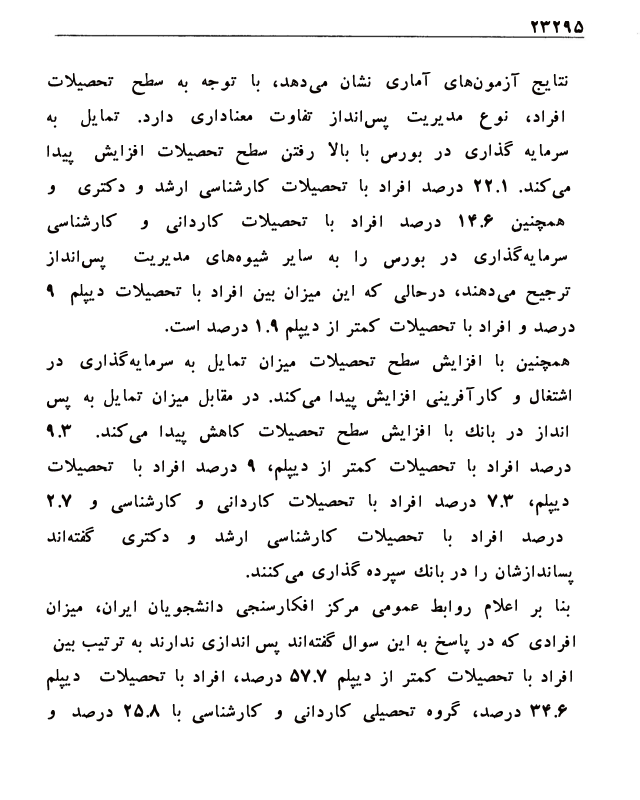 ۲۳۲۹۵
نتایج آزمون‌های آماری نشان می‌دهد، با توجه به سطح تحصیلات
افراد، نوع مدیریت پس‌انداز تفاوت معناداری دارد. تمایل به
سرمایه گذاری در بورس با بالا رفتن سطح تحصیلات افزایش پیدا
می‌کند. ۲۲.۱ درصد افراد با تحصیلات کارشناسی ارشد و دکتری و
همچنین ۱۴.۶ درصد افراد با تحصیلات کاردانی و کارشناسی
سرمایه‌گذاری در بورس را به سایر شیوه‌های مدیریت پس‌انداز
ترجیح می‌دهند، درحالی که این میزان بین افراد با تحصیلات دیپلم ۹
درصد و افراد با تحصیلات کمتر از دیپلم ۱.۹ درصد است.
همچنین با افزایش سطح تحصیلات میزان تمایل به سرمایه‌گذاری در
اشتغال و کارآفرینی افزایش پیدا می‌کند. در مقابل میزان تمایل به پس
انداز در بانك با افزایش سطح تحصیلات کاهش پیدا می‌کند. ۹.۳
درصد افراد با تحصیلات کمتر از دیپلم، ۹ درصد افراد با تحصیلات
دیپلم، ۷.۳ درصد افراد با تحصیلات کاردانی و کارشناسی و ۲.۷
درصد افراد با تحصیلات کارشناسی ارشد و دکتری گفته‌اند
پساندازشان را در بانك سپرده گذاری می‌کنند.
بنا بر اعلام روابط عمومی مرکز افکارسنجی دانشجویان ایران، میزان
افرادی که در پاسخ به این سوال گفته‌اند پس اندازی ندارند به ترتیب بین
افراد با تحصیلات کمتر از دیپلم ۵۷.۷ درصد، افراد با تحصیلات دیپلم
۳۴.۶ درصد، گروه تحصیلی کاردانی و کارشناسی با ۲۵.۸ درصد و